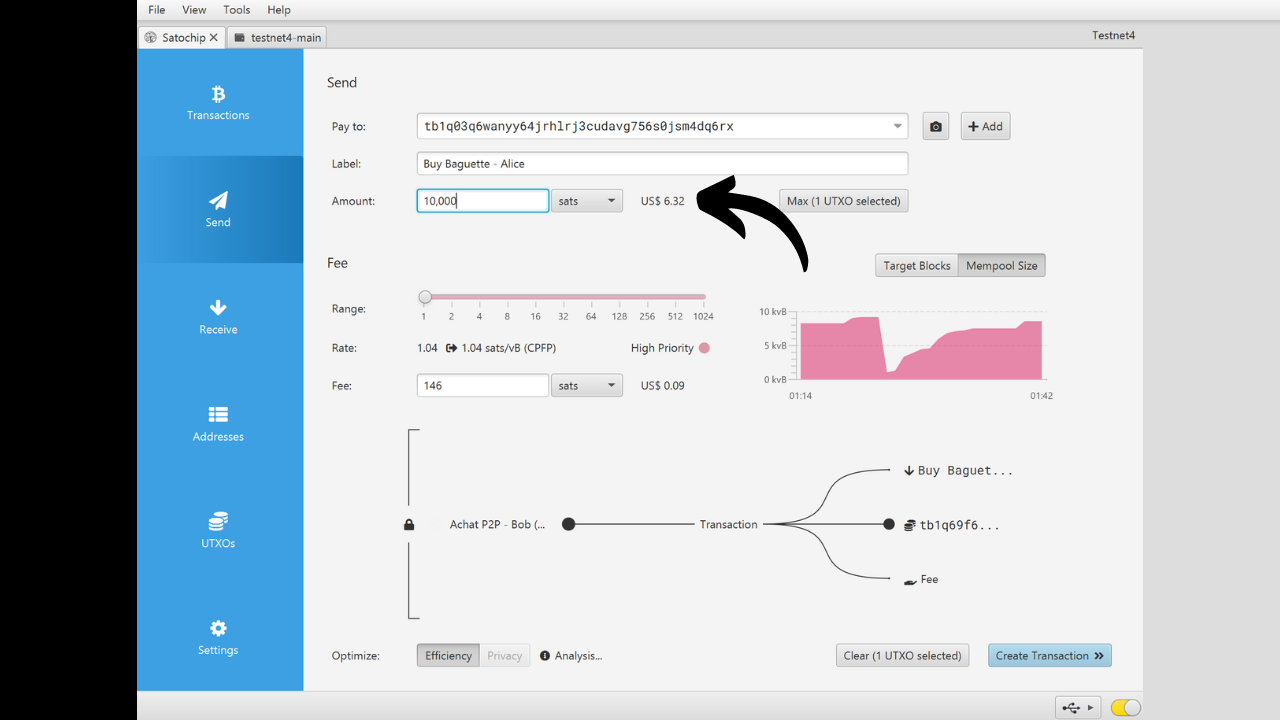 File View Tools Help
Satochip testnet4-main Testnet4
Transactions
Send
Receive
Addresses
UTXOs
Settings
Send
Pay to: tb1q03q6wanyy64jrhlrj3cudavg756s0jsm4dq6rx + Add
Label: Buy Baguette - Alice
Amount: 10,000 sats US$ 6.32 Max (1 UTXO selected)
Fee Target Blocks Mempool Size
Range: 1 2 4 8 16 32 64 128 256 512 1024
Rate: 1.04 1.04 sats/vB (CPFP) High Priority
Fee: 146 sats US$ 0.09
10 kvB
5 kvB
0 kvB
01:14 01:42
Buy Baguet...
Achat P2P - Bob (... Transaction tb1q69f6...
Fee
Optimize: Efficiency Privacy Analysis... Clear (1 UTXO selected) Create Transaction